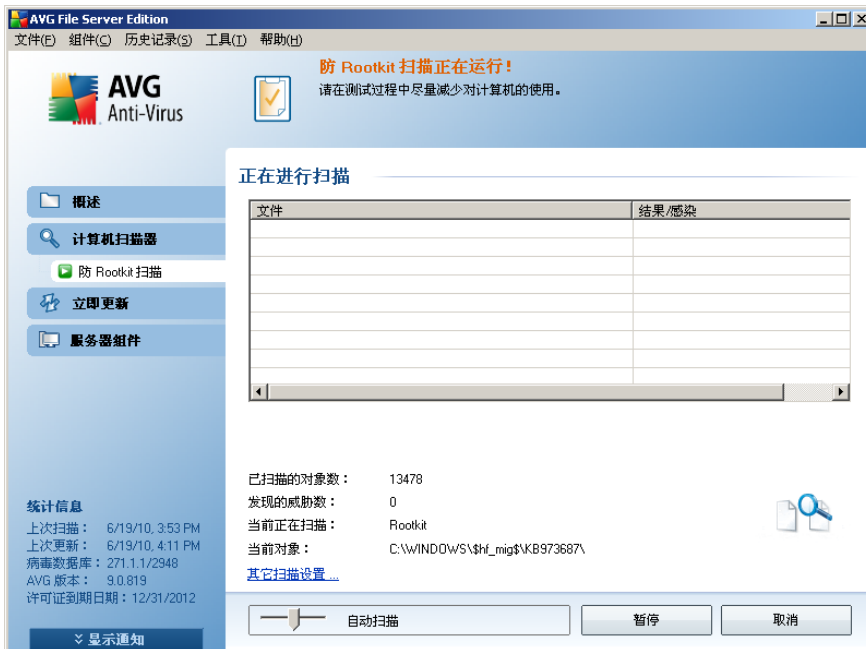 AVG File Server Edition
文件(F) 组件(C) 历史记录(S) 工具(T) 帮助(H)
AVG
Anti-Virus
防 Rootkit 扫描正在运行!
请在测试过程中尽量减少对计算机的使用。
概述
计算机扫描器
防 Rootkit 扫描
立即更新
服务器组件
统计信息
上次扫描: 6/19/10, 3:53 PM
上次更新: 6/19/10, 4:11 PM
病毒数据库: 271.1.1/2948
AVG 版本: 9.0.819
许可证到期日期: 12/31/2012
显示通知
正在进行扫描
文件 结果/感染
已扫描的对象数: 13478
发现的威胁数: 0
当前正在扫描: Rootkit
当前对象: C:\WINDOWS\$hf_mig$\KB973687\
其它扫描设置 ...
自动扫描 暂停 取消